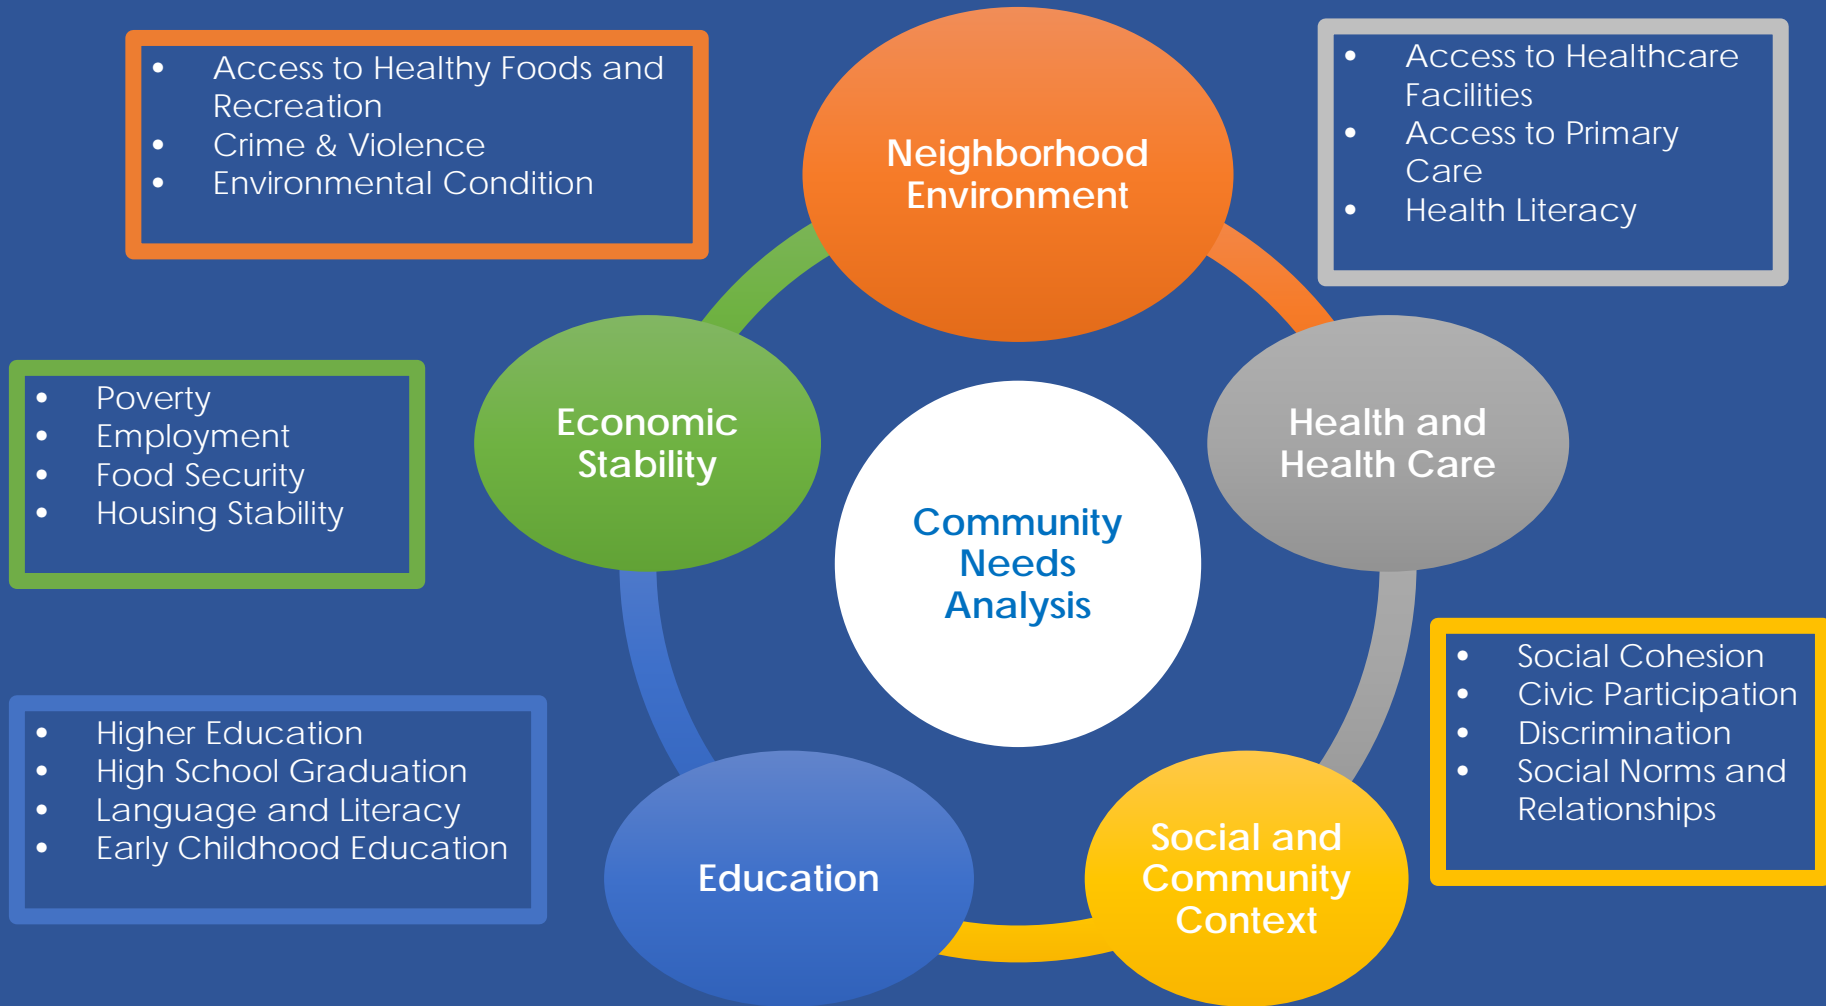 • Access to Healthy Foods and
Recreation
• Crime & Violence
• Environmental Condition
Neighborhood
Environment
• Access to Healthcare
Facilities
• Access to Primary
Care
• Health Literacy
• Poverty
• Employment
• Food Security
• Housing Stability
Economic
Stability
Health and
Health Care
Community
Needs
Analysis
• Social Cohesion
• Civic Participation
• Discrimination
• Social Norms and
Relationships
• Higher Education
• High School Graduation
• Language and Literacy
• Early Childhood Education
Education
Social and
Community
Context